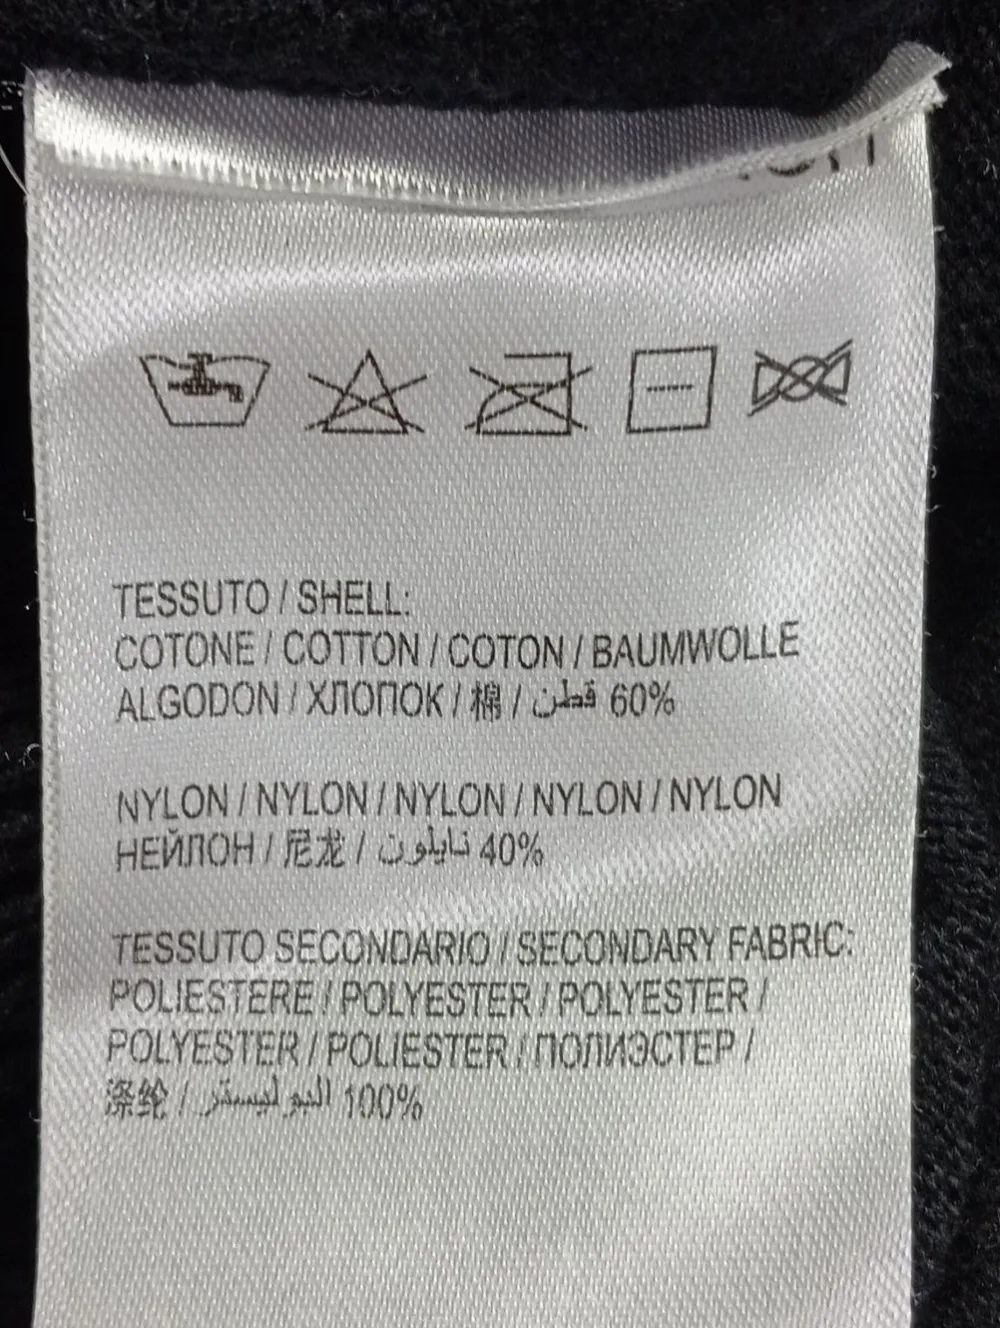 TESSUTO / SHELL:
COTONE / COTTON / COTON / BAUMWOLLE
ALGODON / ХЛОПОК / 棉 / قطن 60%
NYLON / NYLON / NYLON / NYLON / NYLON
НЕЙЛОН / 尼龙 / نايلون 40%
TESSUTO SECONDARIO / SECONDARY FABRIC:
POLIESTERE / POLYESTER / POLYESTER /
POLYESTER / POLIESTER / ПОЛИЭСТЕР /
涤纶 / البوليستر 100%